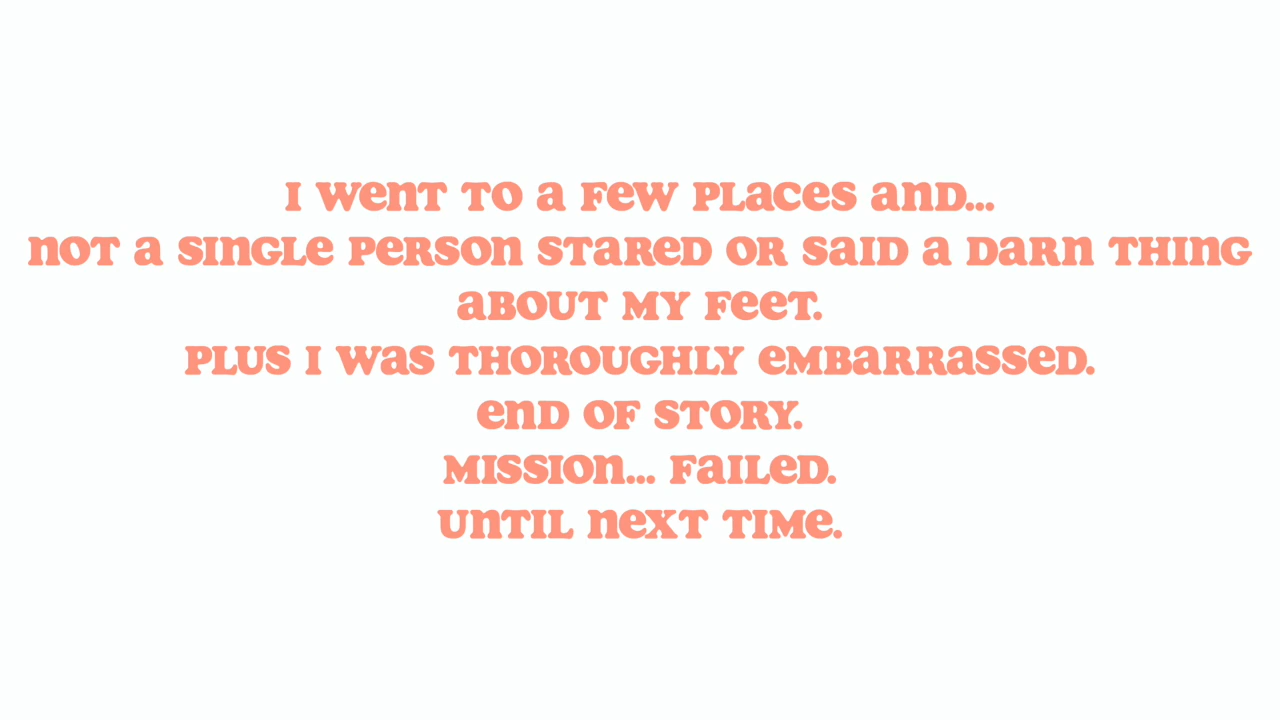 I went to a few places and...
not a single person stared or said a darn thing
about my feet.
Plus I was thoroughly embarrassed.
End of story.
Mission... failed.
Until next time.